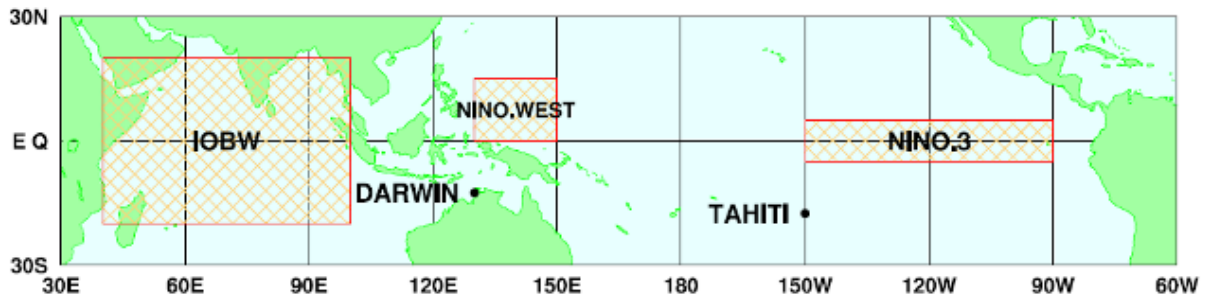 30N
NINO.WEST
E Q
IOBW
NINO.3
DARWIN
TAHITI
30S
30E 60E 90E 120E 150E 180 150W 120W 90W 60W